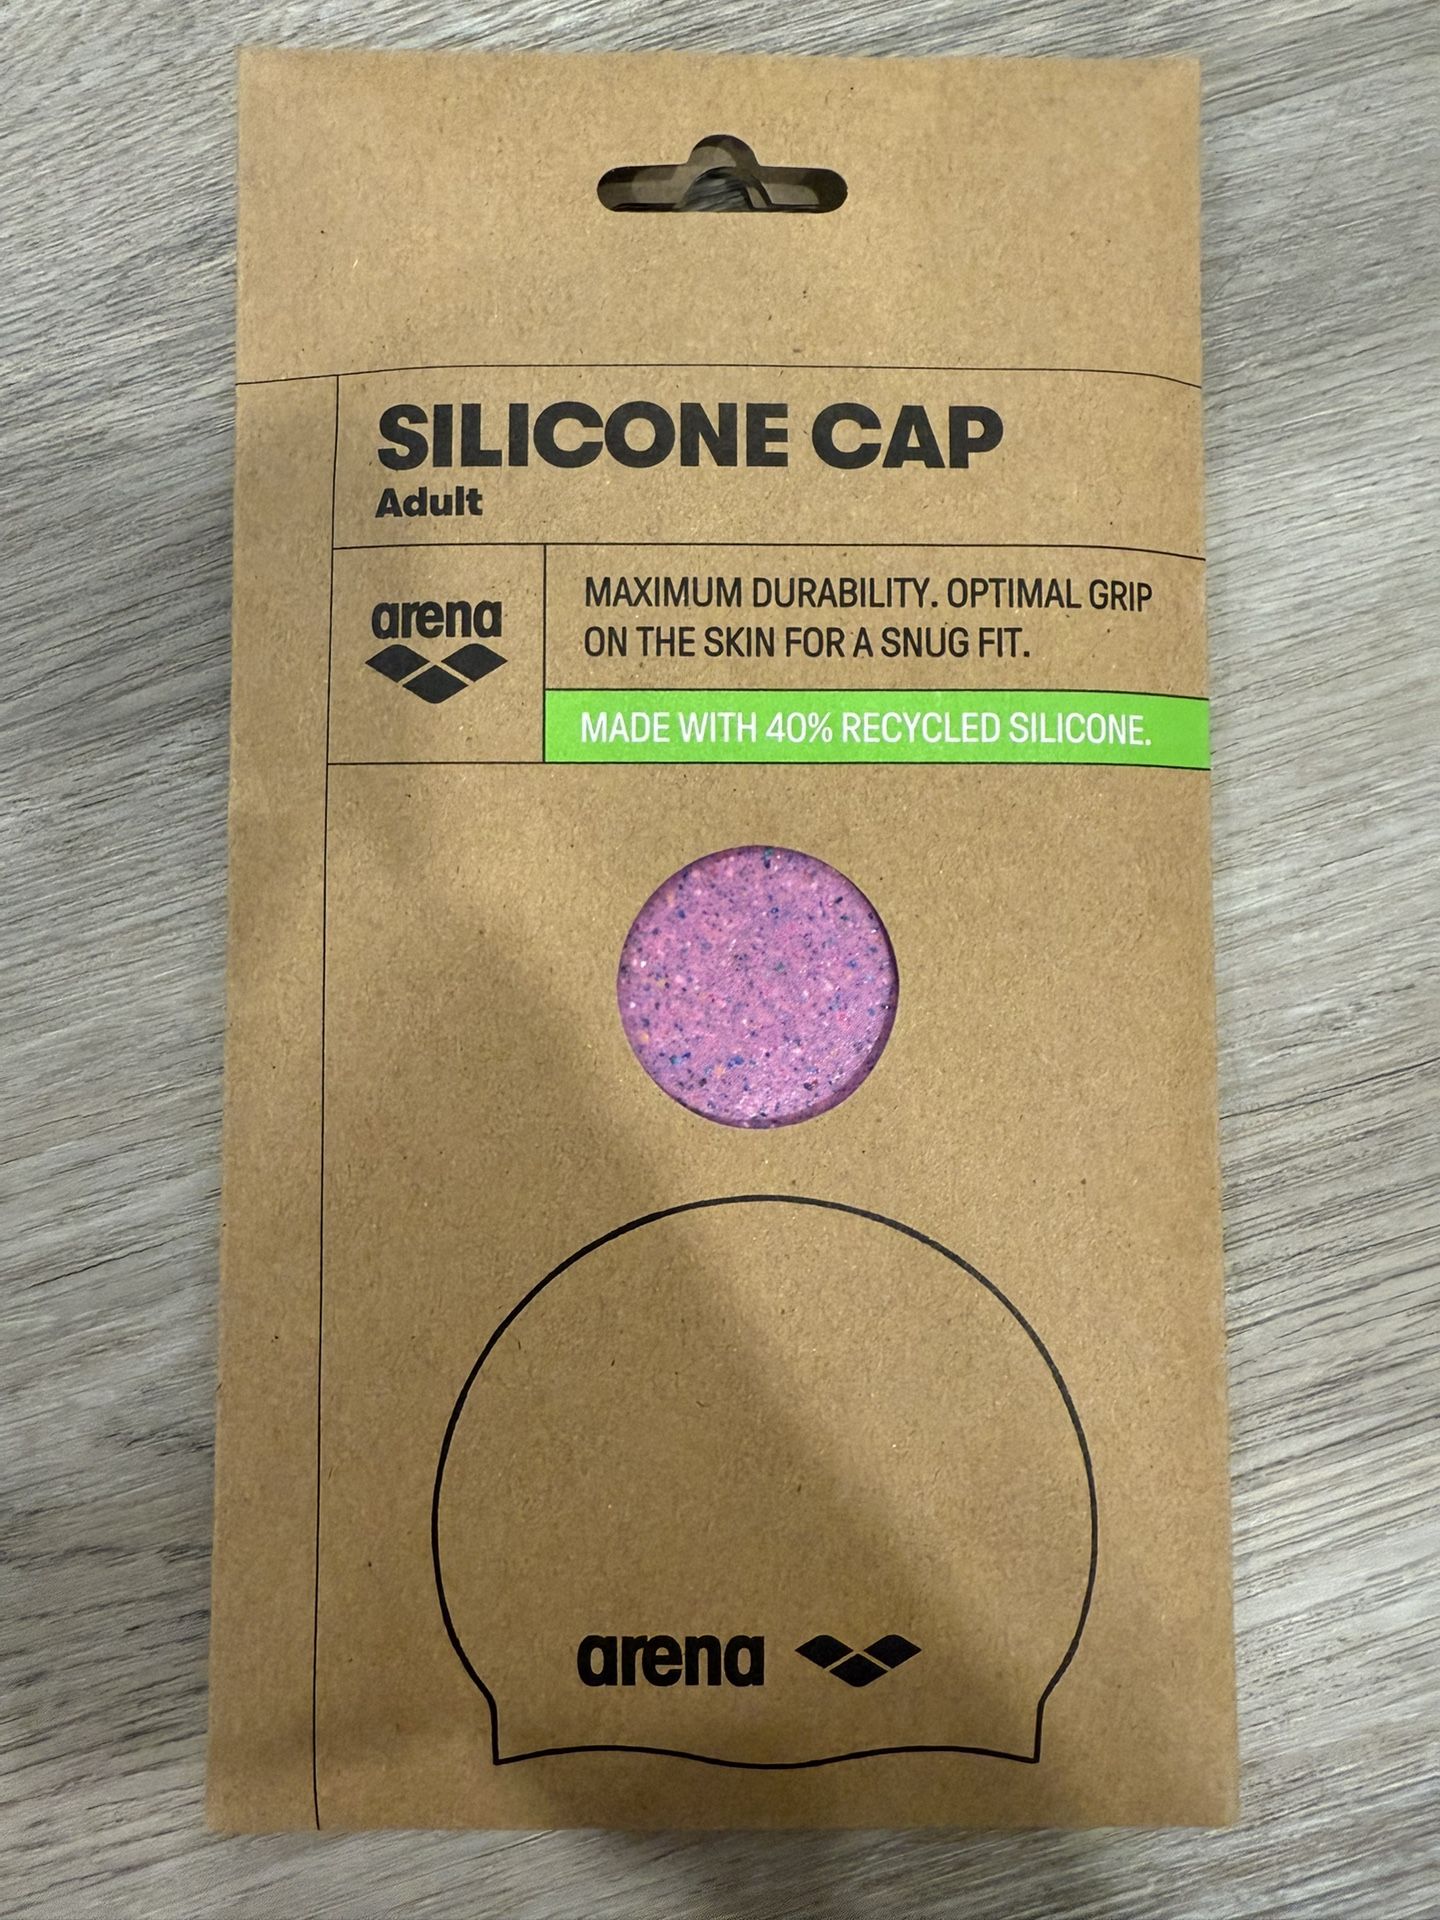 SILICONE CAP
Adult
arena
MAXIMUM DURABILITY. OPTIMAL GRIP
ON THE SKIN FOR A SNUG FIT.
MADE WITH 40% RECYCLED SILICONE.
arena